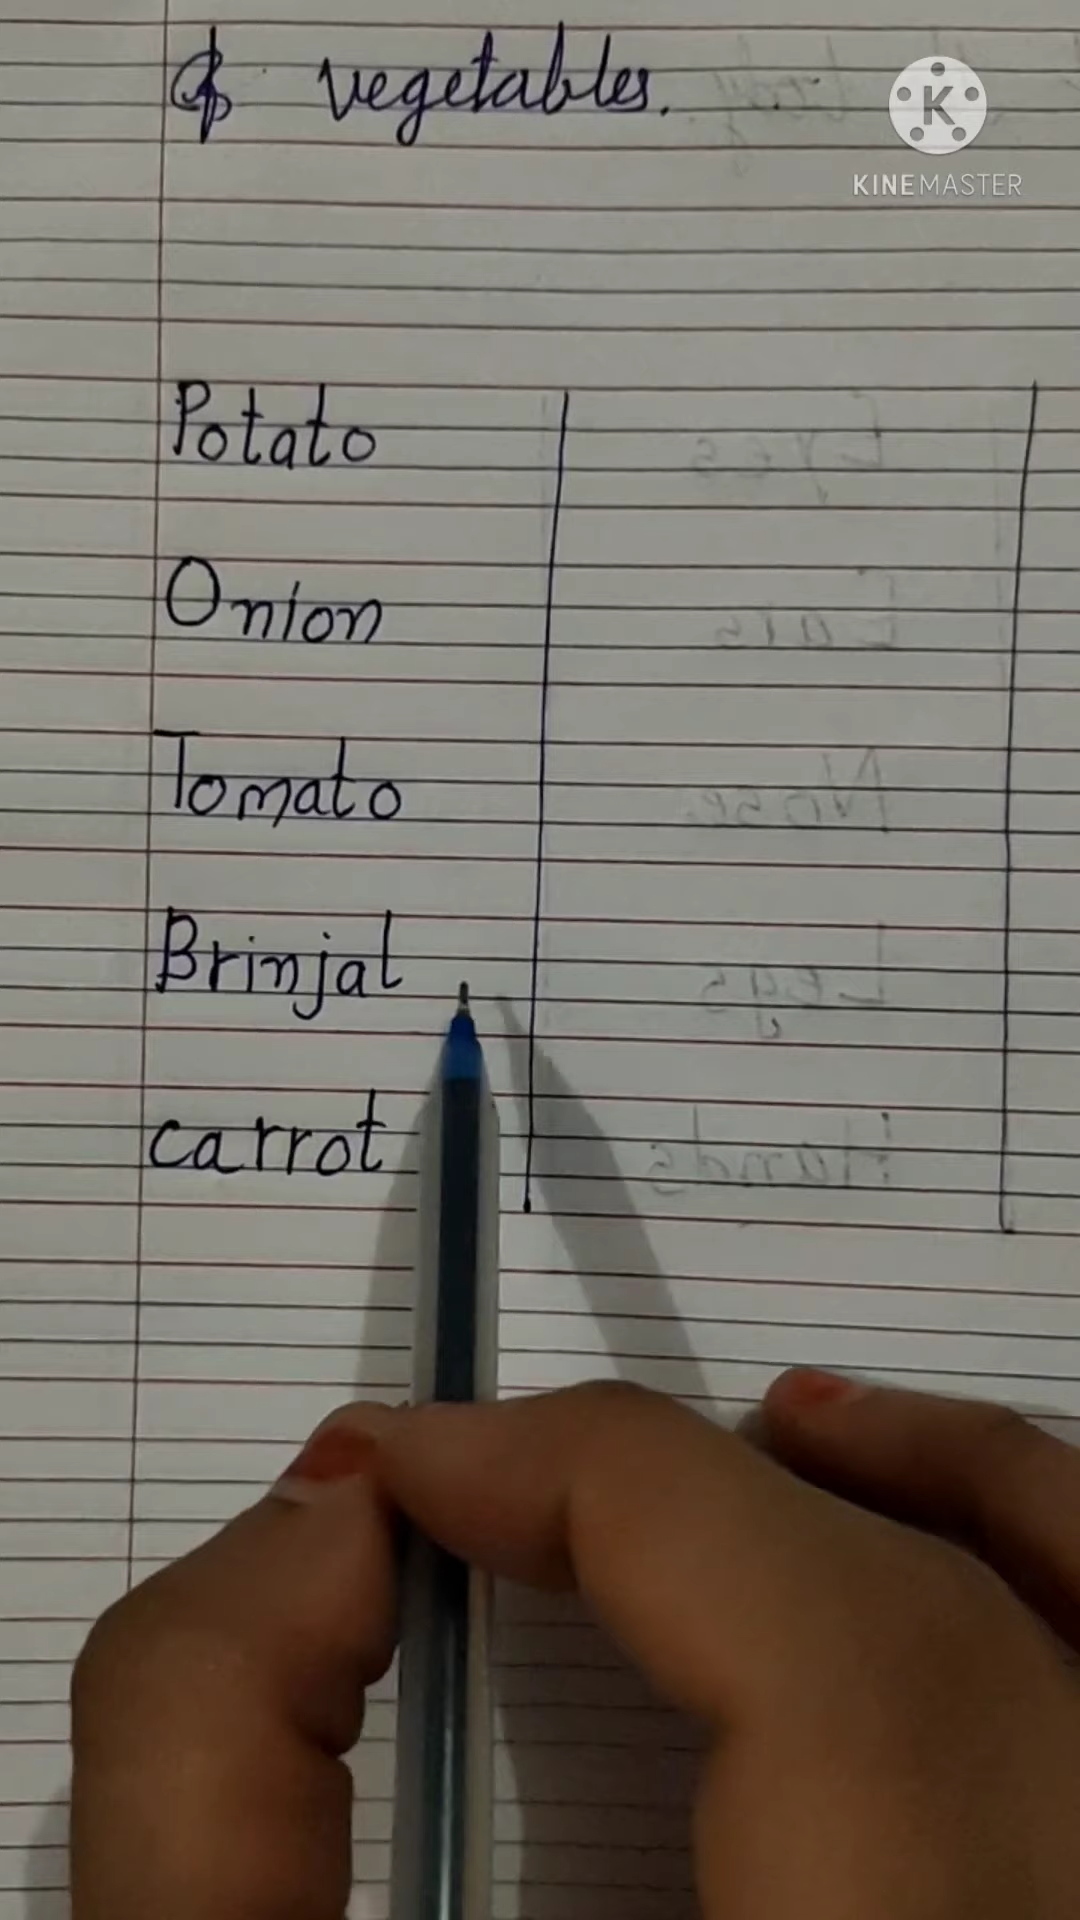 vegetables.
KINEMASTER
Potato
Onion
Tomato
Brinjal
carrot